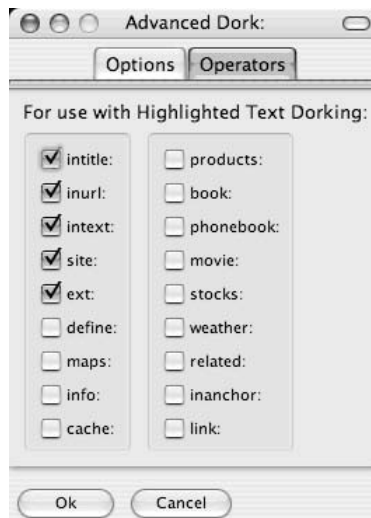 Advanced Dork:
Options Operators
For use with Highlighted Text Dorking:
intitle:
inurl:
intext:
site:
ext:
define:
maps:
info:
cache:
products:
book:
phonebook:
movie:
stocks:
weather:
related:
inanchor:
link:
Ok Cancel